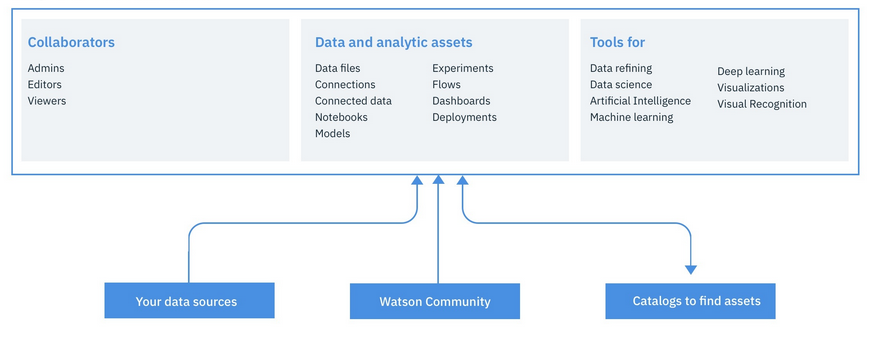 Collaborators
Admins
Editors
Viewers
Data and analytic assets
Data files
Connections
Connected data
Notebooks
Models
Experiments
Flows
Dashboards
Deployments
Tools for
Data refining
Data science
Artificial Intelligence
Machine learning
Deep learning
Visualizations
Visual Recognition
Your data sources
Watson Community
Catalogs to find assets